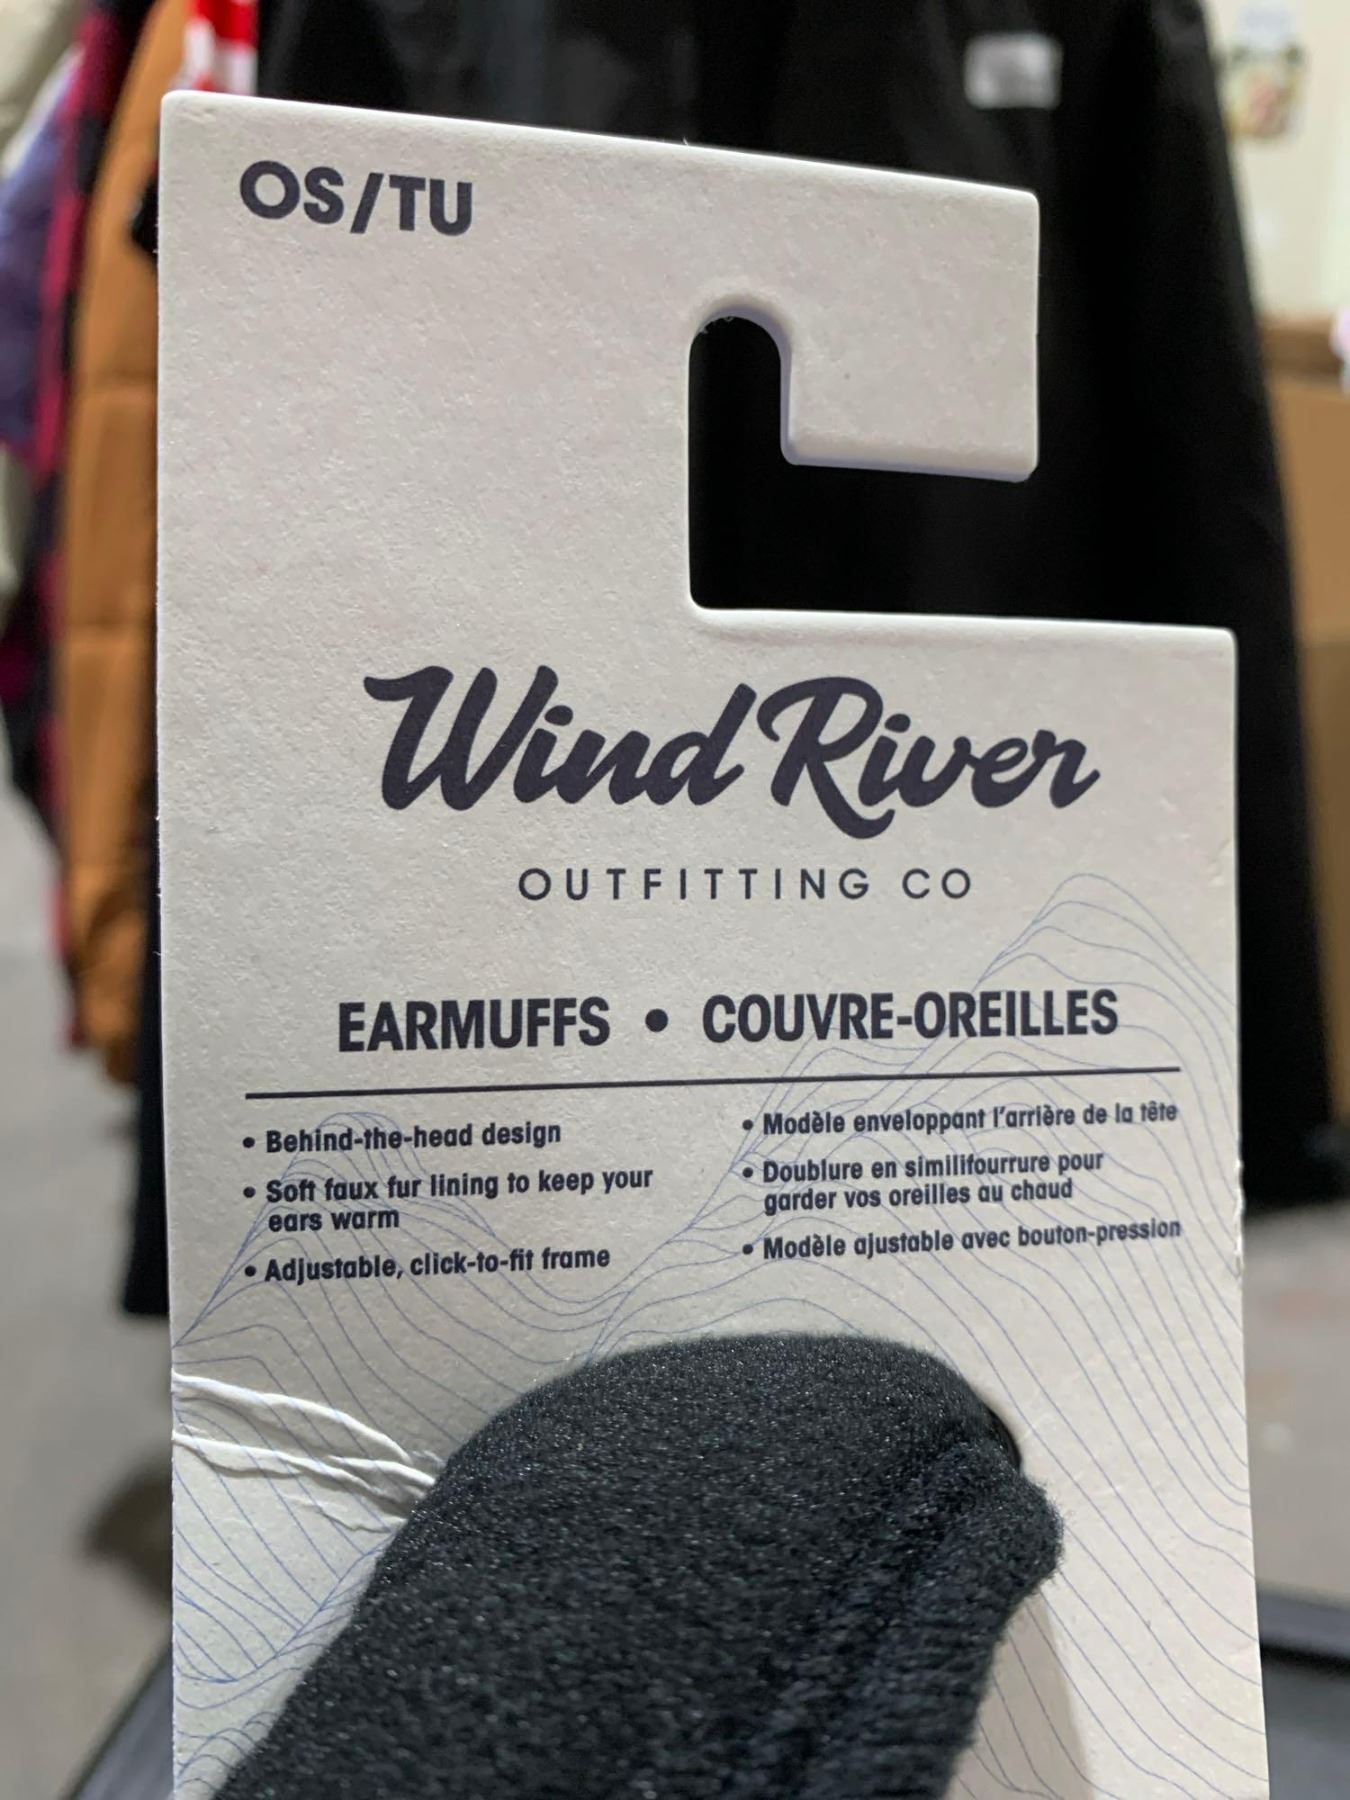 OS/TU
Wind River
OUTFITTING CO
EARMUFFS • COUVRE-OREILLES
• Behind-the-head design
• Soft faux fur lining to keep your
ears warm
• Adjustable, click-to-fit frame
• Modèle enveloppant l'arrière de la tête
• Doublure en similifourrure pour
garder vos oreilles au chaud
• Modèle ajustable avec bouton-pression